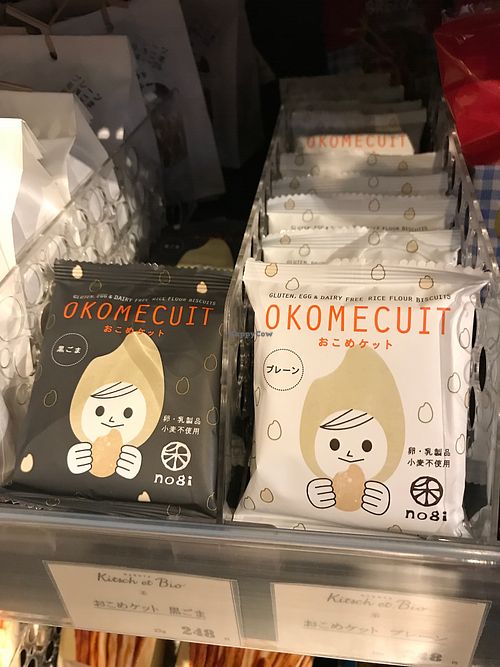 OKOMECUIT
GLUTEN, EGG & DAIRY FREE RICE FLOUR BISCUITS
OKOMECUIT
おこめケット
黒ごま
卵・乳製品
小麦不使用
nogi
GLUTEN, EGG & DAIRY FREE RICE FLOUR BISCUITS
OKOMECUIT
おこめケット
プレーン
卵・乳製品
小麦不使用
nogi
HappyCow
Kitsch et Bio
おこめケット 黒ごま
248
Kitsch et Bio
おこめケット プレーン
48